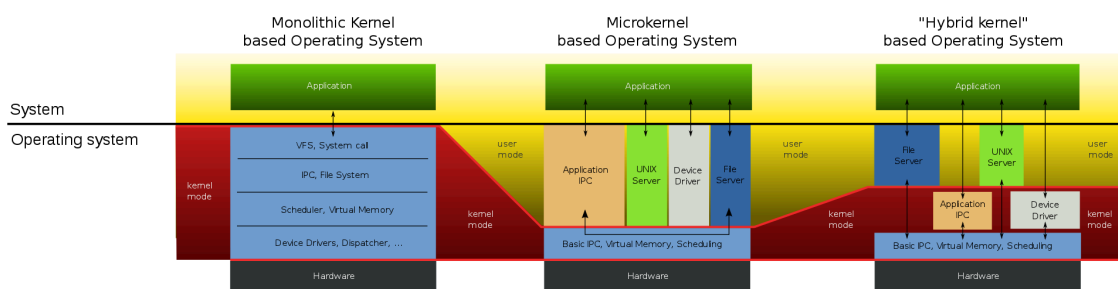 Monolithic Kernel
based Operating System
Microkernel
based Operating System
"Hybrid kernel"
based Operating System
Application
Application
Application
System
Operating system
VFS, System call
IPC, File System
Scheduler, Virtual Memory
Device Drivers, Dispatcher, ...
kernel
mode
user
mode
kernel
mode
Application
IPC
UNIX
Server
Device
Driver
File
Server
Basic IPC, Virtual Memory, Scheduling
user
mode
kernel
mode
File
Server
UNIX
Server
Application
IPC
Device
Driver
Basic IPC, Virtual Memory, Scheduling
user
mode
kernel
mode
Hardware
Hardware
Hardware